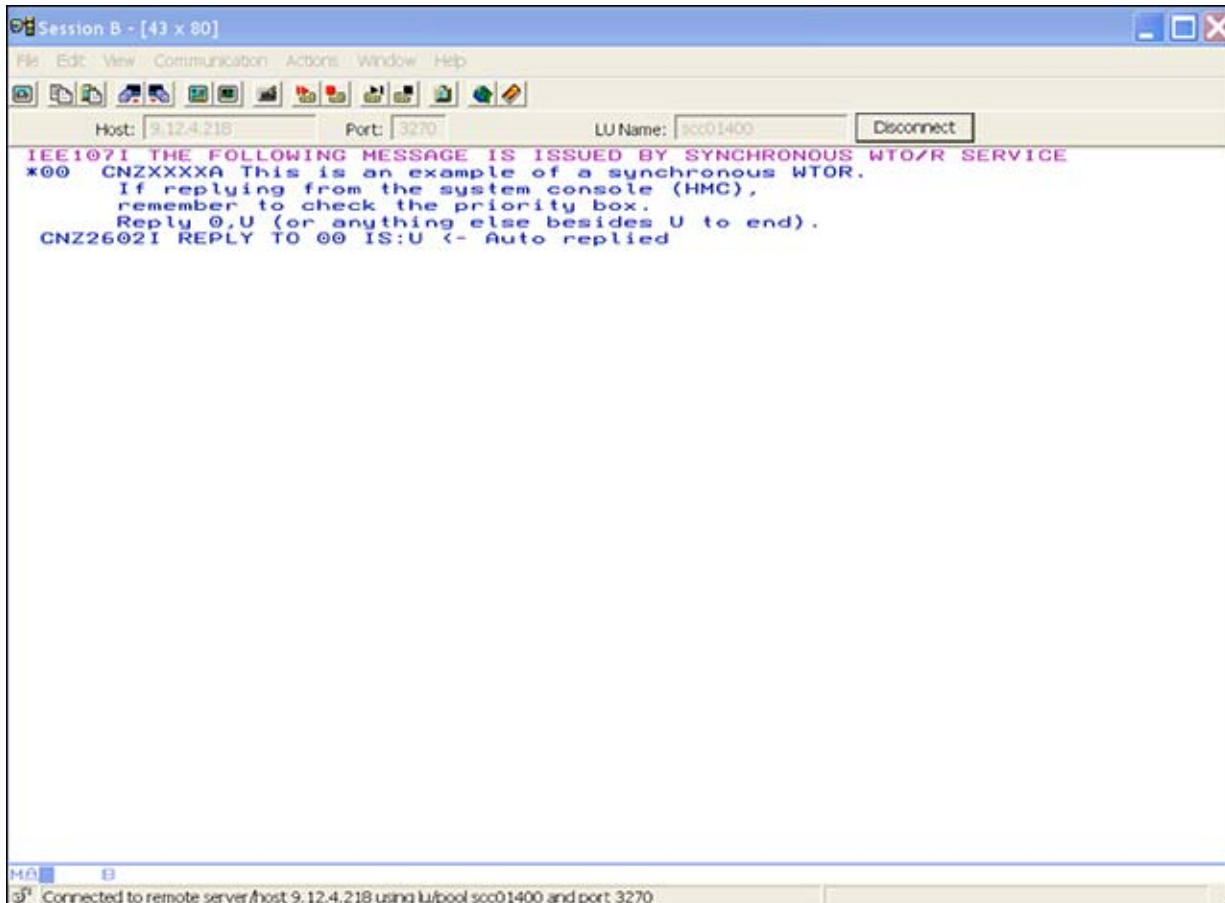 Session B - [43 x 80]
File Edit View Communication Actions Window Help
Host: 9.12.4.218 Port: 3270 LU Name: scc01400 Disconnect
IEE107I THE FOLLOWING MESSAGE IS ISSUED BY SYNCHRONOUS WTO/R SERVICE
*00 CNZXXXXA This is an example of a synchronous WTOR.
If replying from the system console (HMC),
remember to check the priority box.
Reply 0,U (or anything else besides U to end).
CNZ2602I REPLY TO 00 IS:U <- Auto replied
MA B
Connected to remote server/host 9.12.4.218 using lu/pool scc01400 and port 3270